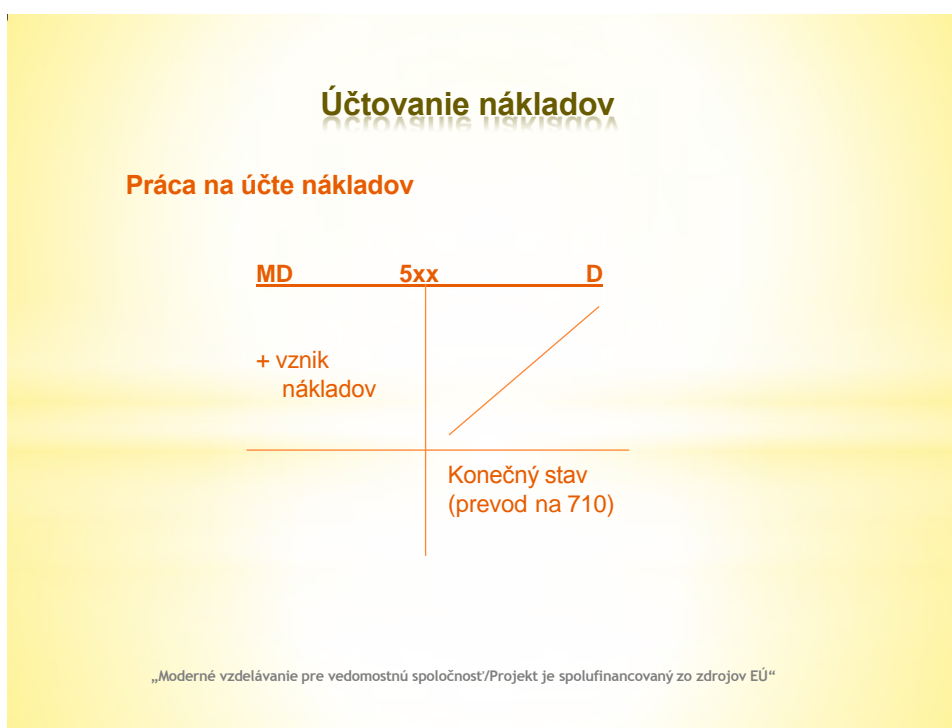 Účtovanie nákladov
Práca na účte nákladov
MD 5xx D
+ vznik
nákladov
Konečný stav
(prevod na 710)
„Moderné vzdelávanie pre vedomostnú spoločnosť/Projekt je spolufinancovaný zo zdrojov EÚ“